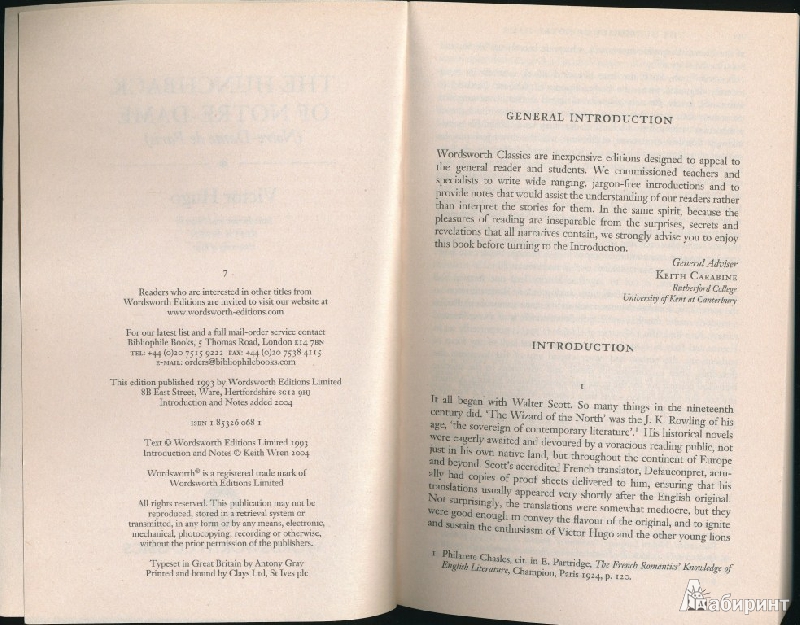 7
Readers who are interested in other titles from
Wordsworth Editions are invited to visit our website at
www.wordsworth-editions.com
For our latest list and a full mail-order service contact
Bibliophile Books, 5 Thomas Road, London E14 7BN
TEL: +44 (0)20 7515 9222 FAX: +44 (0)20 7538 4115
E-MAIL: orders@bibliophilebooks.com
This edition published 1993 by Wordsworth Editions Limited
8B East Street, Ware, Hertfordshire SG12 9HJ
Introduction and Notes added 2004
ISBN 1 85326 068 1
Text © Wordsworth Editions Limited 1993
Introduction and Notes © Keith Wren 2004
Wordsworth® is a registered trade mark of
Wordsworth Editions Limited
All rights reserved. This publication may not be
reproduced, stored in a retrieval system or
transmitted, in any form or by any means, electronic,
mechanical, photocopying, recording or otherwise,
without the prior permission of the publishers.
Typeset in Great Britain by Antony Gray
Printed and bound by Clays Ltd, St Ives plc
GENERAL INTRODUCTION
Wordsworth Classics are inexpensive editions designed to appeal to
the general reader and students. We commissioned teachers and
specialists to write wide ranging, jargon-free introductions and to
provide notes that would assist the understanding of our readers rather
than interpret the stories for them. In the same spirit, because the
pleasures of reading are inseparable from the surprises, secrets and
revelations that all narratives contain, we strongly advise you to enjoy
this book before turning to the Introduction.
General Adviser
KEITH CARABINE
Rutherford College
University of Kent at Canterbury
INTRODUCTION
1
It all began with Walter Scott. So many things in the nineteenth
century did. 'The Wizard of the North' was the J. K. Rowling of his
age, 'the sovereign of contemporary literature'.¹ His historical novels
were eagerly awaited and devoured by a voracious reading public, not
just in his own native land, but throughout the continent of Europe
and beyond. Scott's accredited French translator, Defauconpret, actu-
ally had copies of proof sheets delivered to him, ensuring that his
translations usually appeared very shortly after the English original.
Not surprisingly, the translations were somewhat mediocre, but they
were good enough to convey the flavour of the original, and to ignite
and sustain the enthusiasm of Victor Hugo and the other young lions
1 Philarète Chasles, cit. in E. Partridge, The French Romantics' Knowledge of
English Literature, Champion, Paris 1924, p. 120.
Лабиринт